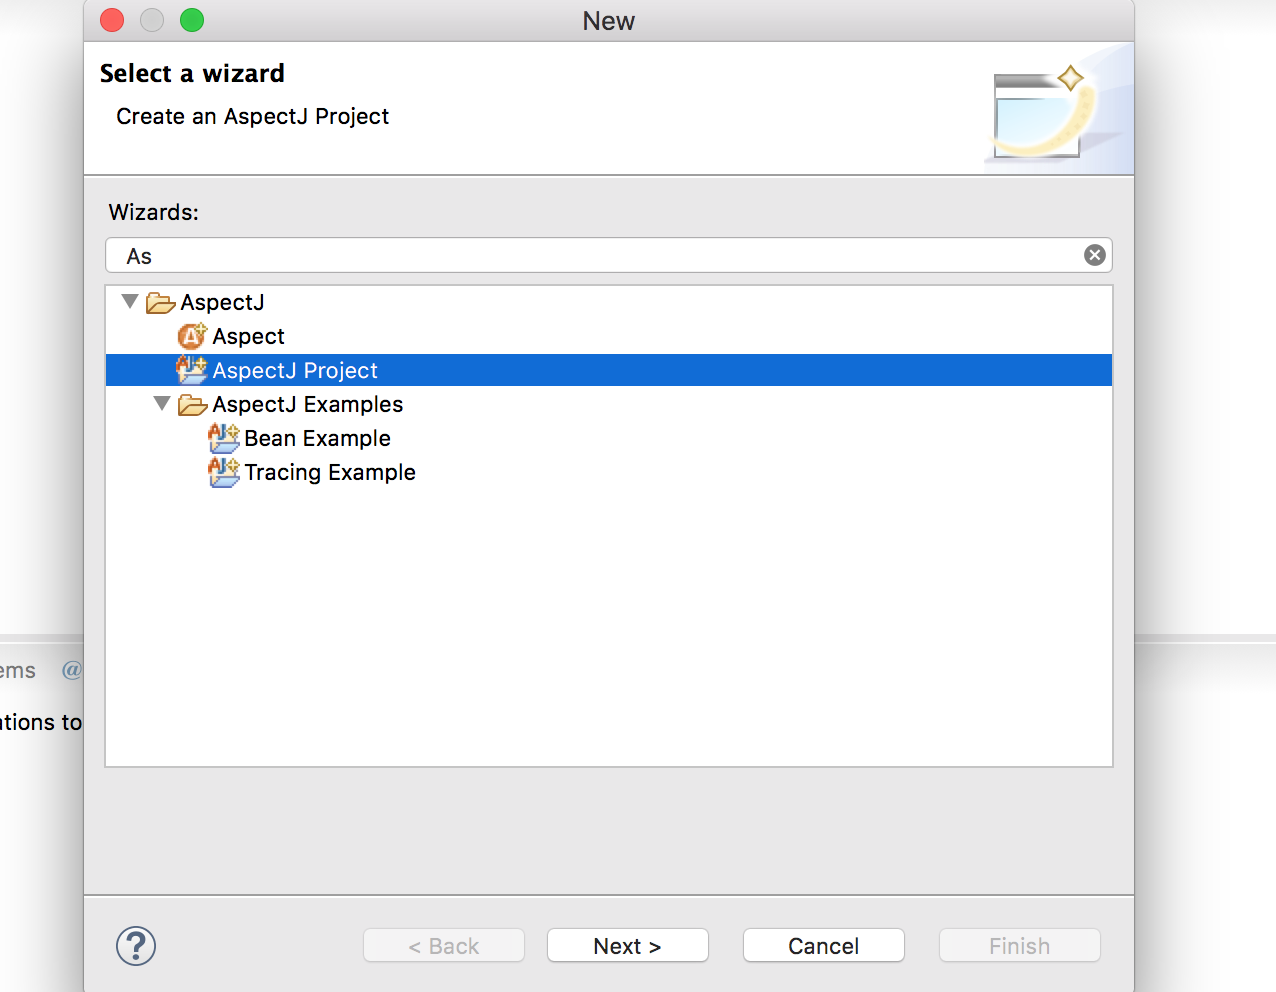 New
Select a wizard
Create an AspectJ Project
Wizards:
As
AspectJ
Aspect
AspectJ Project
AspectJ Examples
Bean Example
Tracing Example
ems @
ations to
?
< Back
Next >
Cancel
Finish